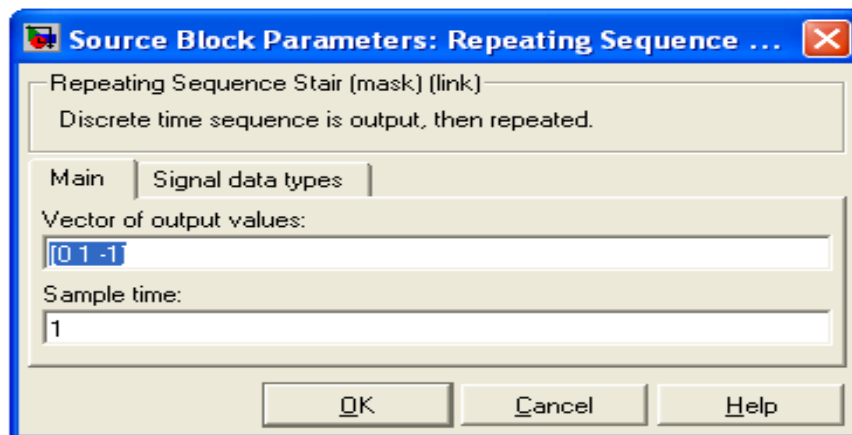 Source Block Parameters: Repeating Sequence ...
Repeating Sequence Stair (mask) (link)
Discrete time sequence is output, then repeated.
Main
Signal data types
Vector of output values:
[0 1 -1]
Sample time:
1
OK
Cancel
Help